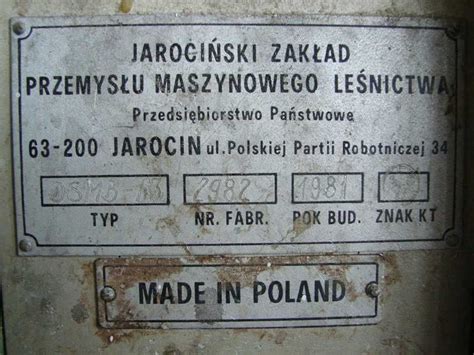 JAROCIŃSKI ZAKŁAD
PRZEMYSŁU MASZYNOWEGO LEŚNICTWA
Przedsiębiorstwo Państwowe
63-200 JAROCIN ul. Polskiej Partii Robotniczej 34
2982 1981
TYP NR. FABR. ROK BUD. ZNAK KT
MADE IN POLAND